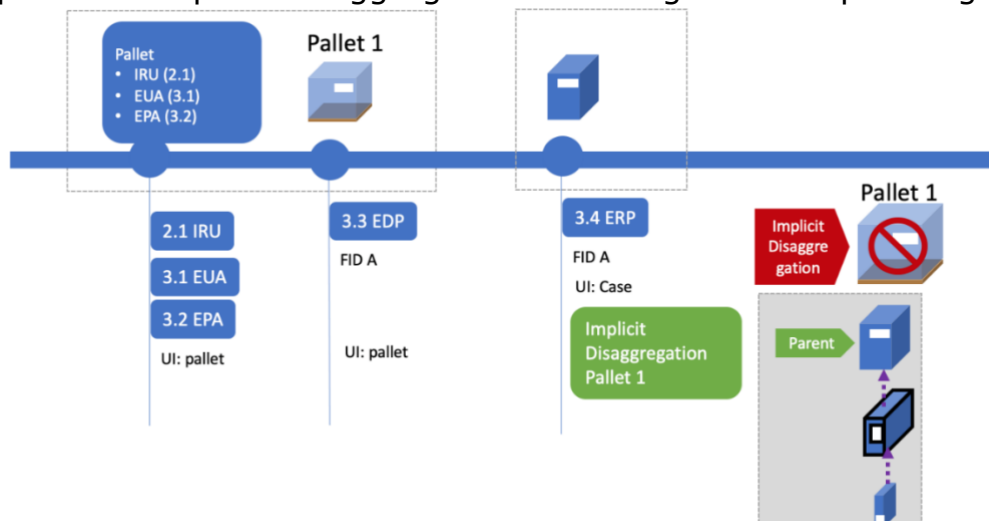 Pallet
• IRU (2.1)
• EUA (3.1)
• EPA (3.2)
Pallet 1
2.1 IRU
3.1 EUA
3.2 EPA
UI: pallet
3.3 EDP
FID A
UI: pallet
3.4 ERP
FID A
UI: Case
Implicit
Disaggregation
Pallet 1
Pallet 1
Implicit
Disaggre
gation
Parent